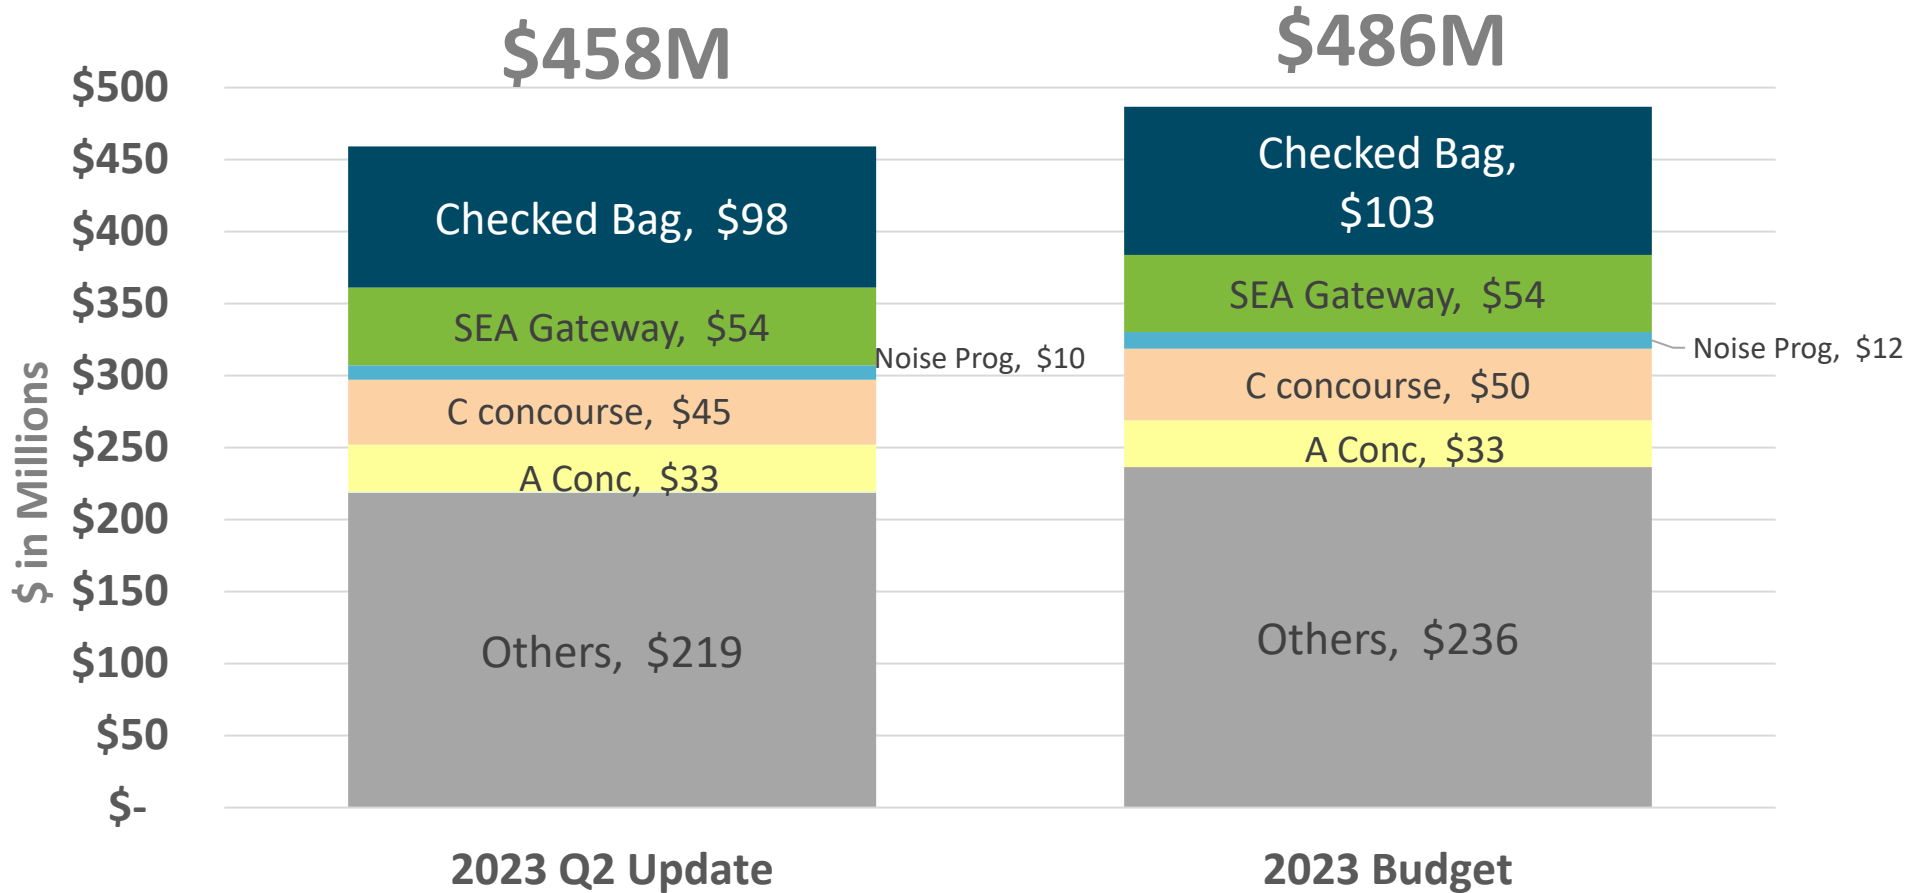 $458M
$486M
$500
$450
$400
$350
$300
$250
$200
$150
$100
$50
$-
$ in Millions
Checked Bag,  $98
SEA Gateway,  $54
Noise Prog,  $10
C concourse,  $45
A Conc,  $33
Others,  $219
Checked Bag,
$103
SEA Gateway,  $54
Noise Prog,  $12
C concourse,  $50
A Conc,  $33
Others,  $236
2023 Q2 Update
2023 Budget